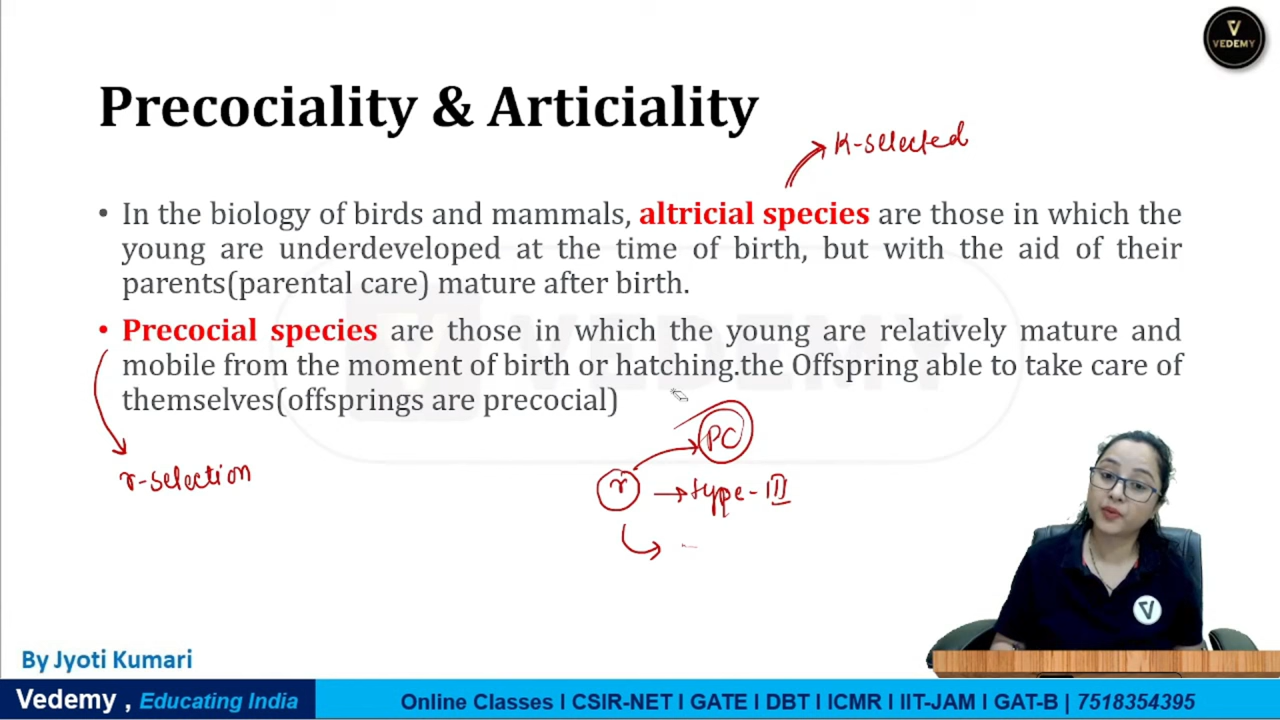 VEDEMY
Precociality & Articiality
K-selected
• In the biology of birds and mammals, altricial species are those in which the
young are underdeveloped at the time of birth, but with the aid of their
parents(parental care) mature after birth.
• Precocial species are those in which the young are relatively mature and
mobile from the moment of birth or hatching.the Offspring able to take care of
themselves(offsprings are precocial)
PC
r-selection
r → type-III
VEDEMY
By Jyoti Kumari
Vedemy , Educating India
Online Classes I CSIR-NET I GATE I DBT I ICMR I IIT-JAM I GAT-B I 7518354395